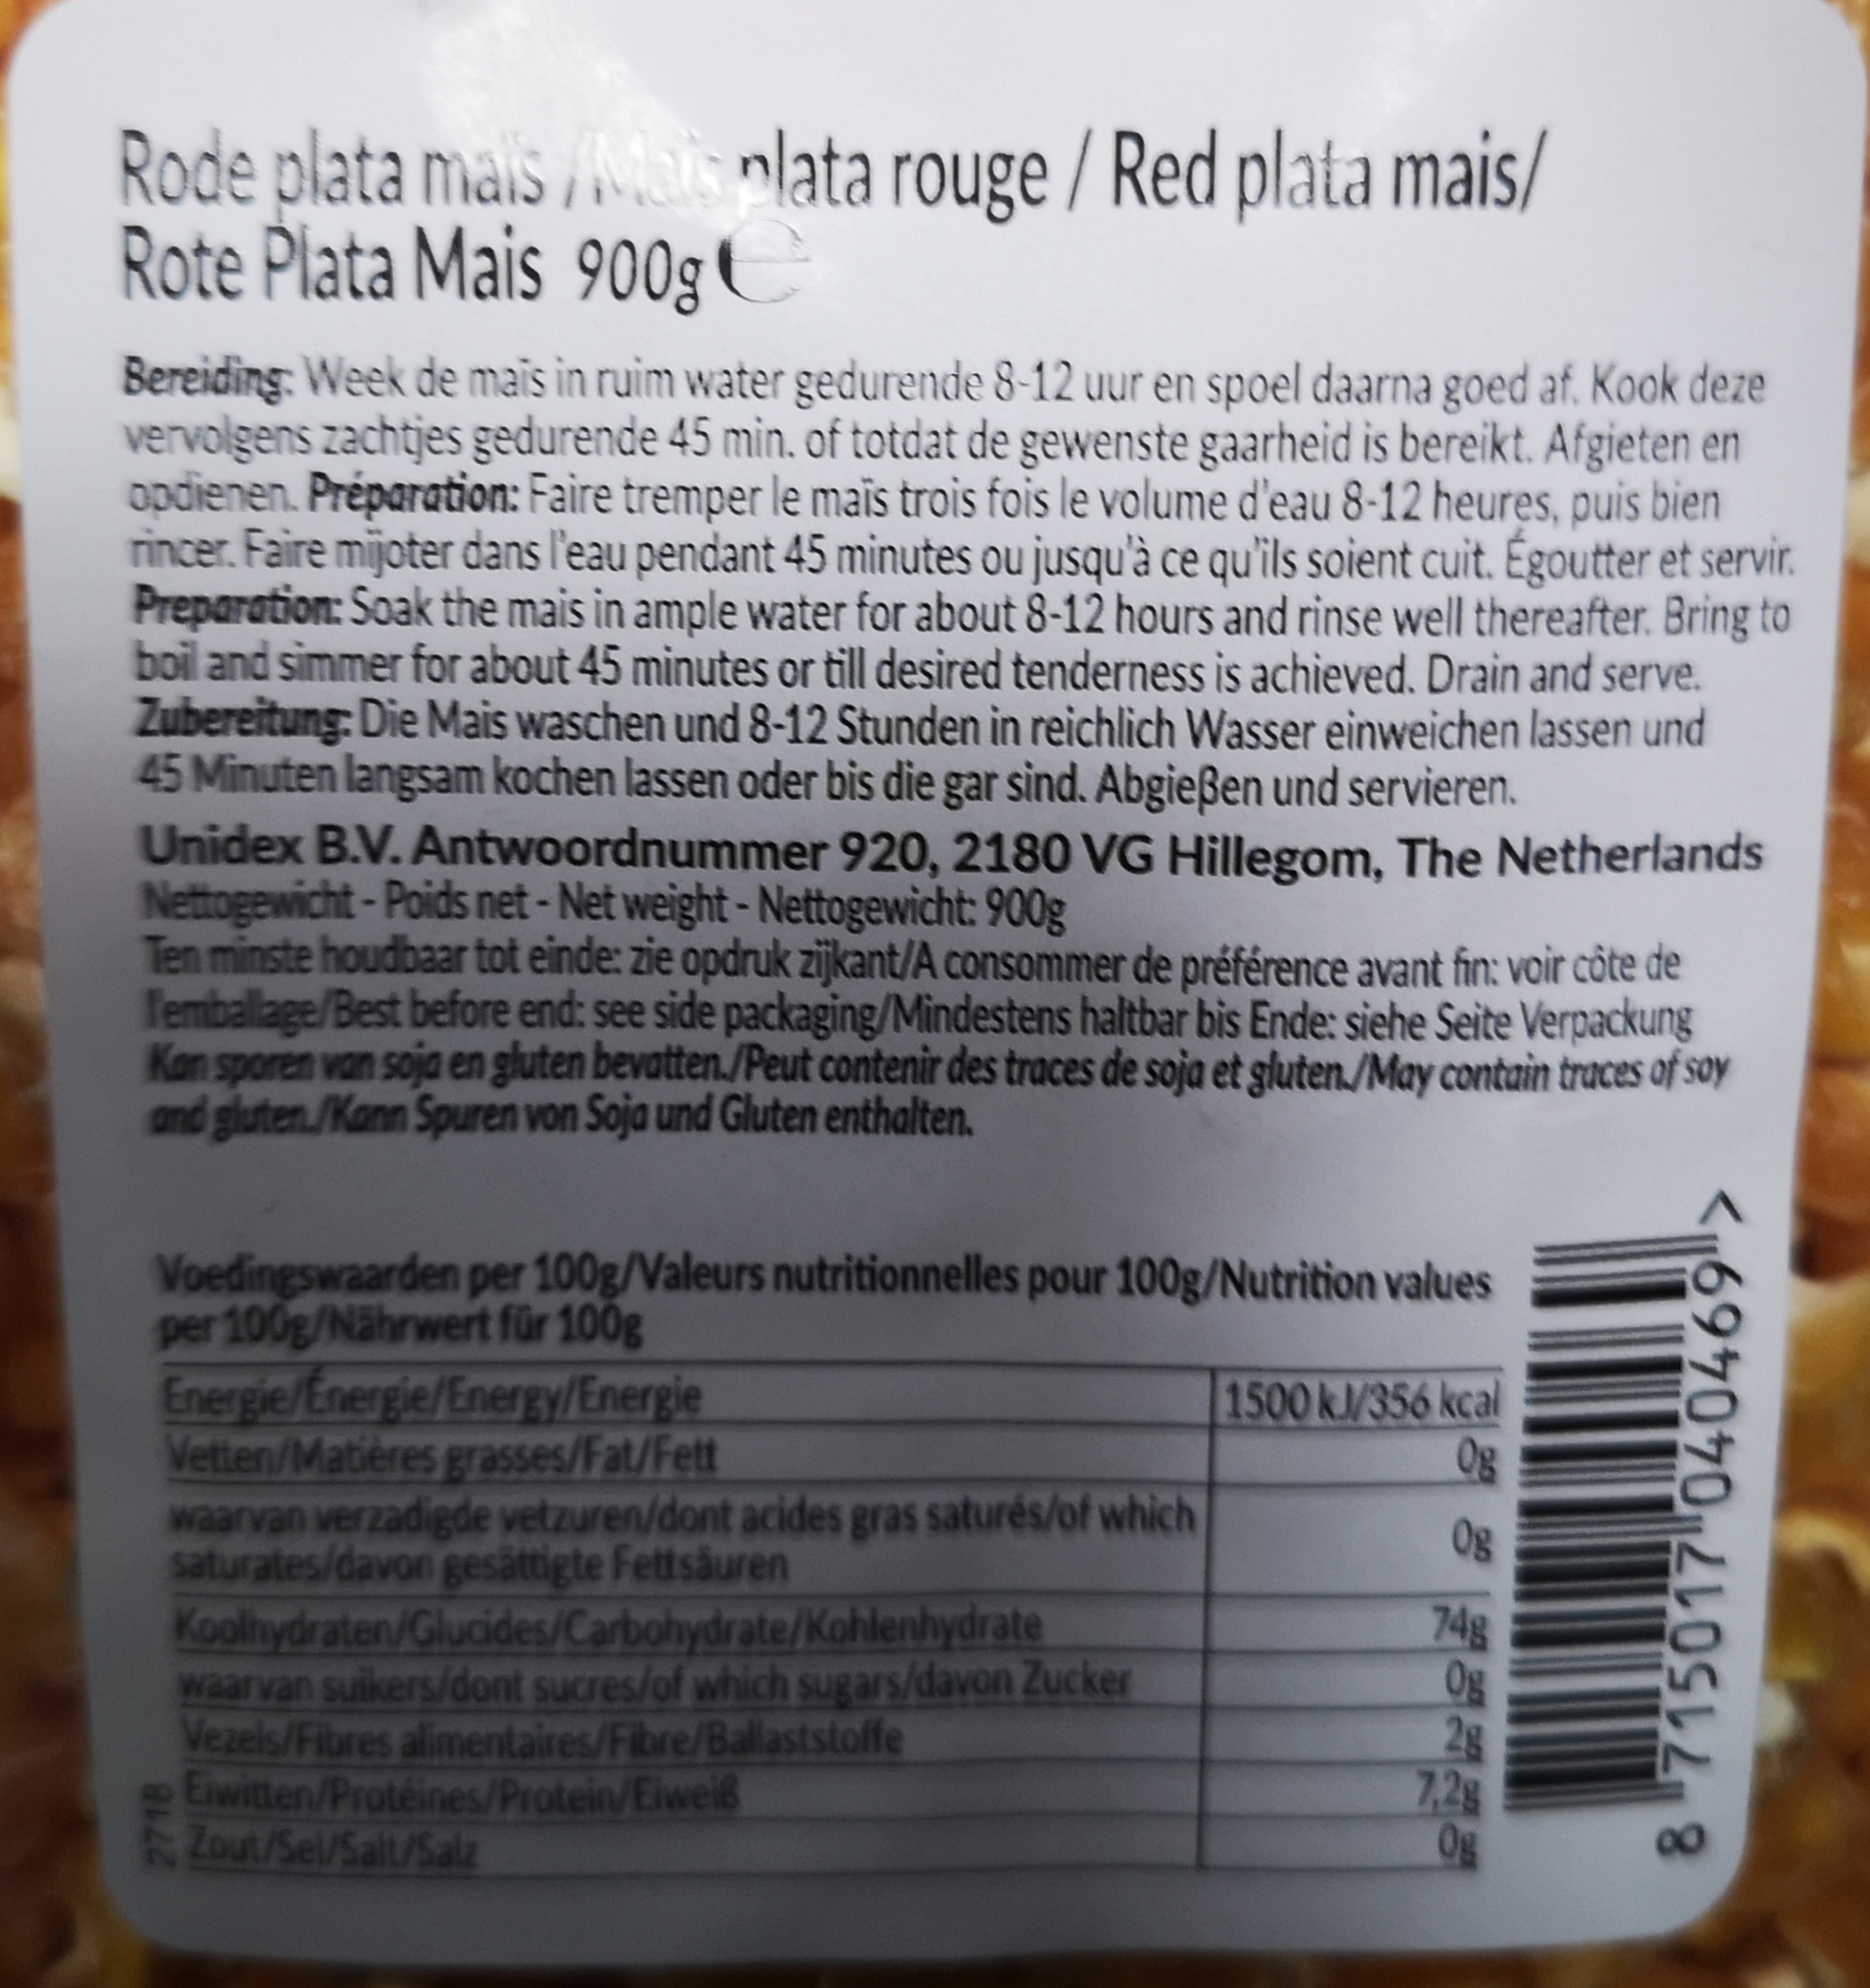 Rode plata maïs / Maïs plata rouge / Red plata mais/
Rote Plata Mais 900g ℮
Bereiding: Week de maïs in ruim water gedurende 8-12 uur en spoel daarna goed af. Kook deze
vervolgens zachtjes gedurende 45 min. of totdat de gewenste gaarheid is bereikt. Afgieten en
opdienen. Préparation: Faire tremper le maïs trois fois le volume d'eau 8-12 heures, puis bien
rincer. Faire mijoter dans l'eau pendant 45 minutes ou jusqu'à ce qu'ils soient cuit. Égoutter et servir.
Preparation: Soak the mais in ample water for about 8-12 hours and rinse well thereafter. Bring to
boil and simmer for about 45 minutes or till desired tenderness is achieved. Drain and serve.
Zubereitung: Die Mais waschen und 8-12 Stunden in reichlich Wasser einweichen lassen und
45 Minuten langsam kochen lassen oder bis die gar sind. Abgießen und servieren.
Unidex B.V. Antwoordnummer 920, 2180 VG Hillegom, The Netherlands
Nettogewicht - Poids net - Net weight - Nettogewicht: 900g
Ten minste houdbaar tot einde: zie opdruk zijkant/A consommer de préférence avant fin: voir côte de
l'emballage/Best before end: see side packaging/Mindestens haltbar bis Ende: siehe Seite Verpackung
Kan sporen van soja en gluten bevatten./Peut contenir des traces de soja et gluten./May contain traces of soy
and gluten./Kann Spuren von Soja und Gluten enthalten.
Voedingswaarden per 100g/Valeurs nutritionnelles pour 100g/Nutrition values
per 100g/Nährwert für 100g
Energie/Énergie/Energy/Energie 1500 kJ/356 kcal
Vetten/Matières grasses/Fat/Fett 0g
waarvan verzadigde vetzuren/dont acides gras saturés/of which
saturates/davon gesättigte Fettsäuren 0g
Koolhydraten/Glucides/Carbohydrate/Kohlenhydrate 74g
waarvan suikers/dont sucres/of which sugars/davon Zucker 0g
Vezels/Fibres alimentaires/Fibre/Ballaststoffe 2g
Eiwitten/Protéines/Protein/Eiweiß 7,2g
Zout/Sel/Salt/Salz 0g
2718
8 715017 040469 >